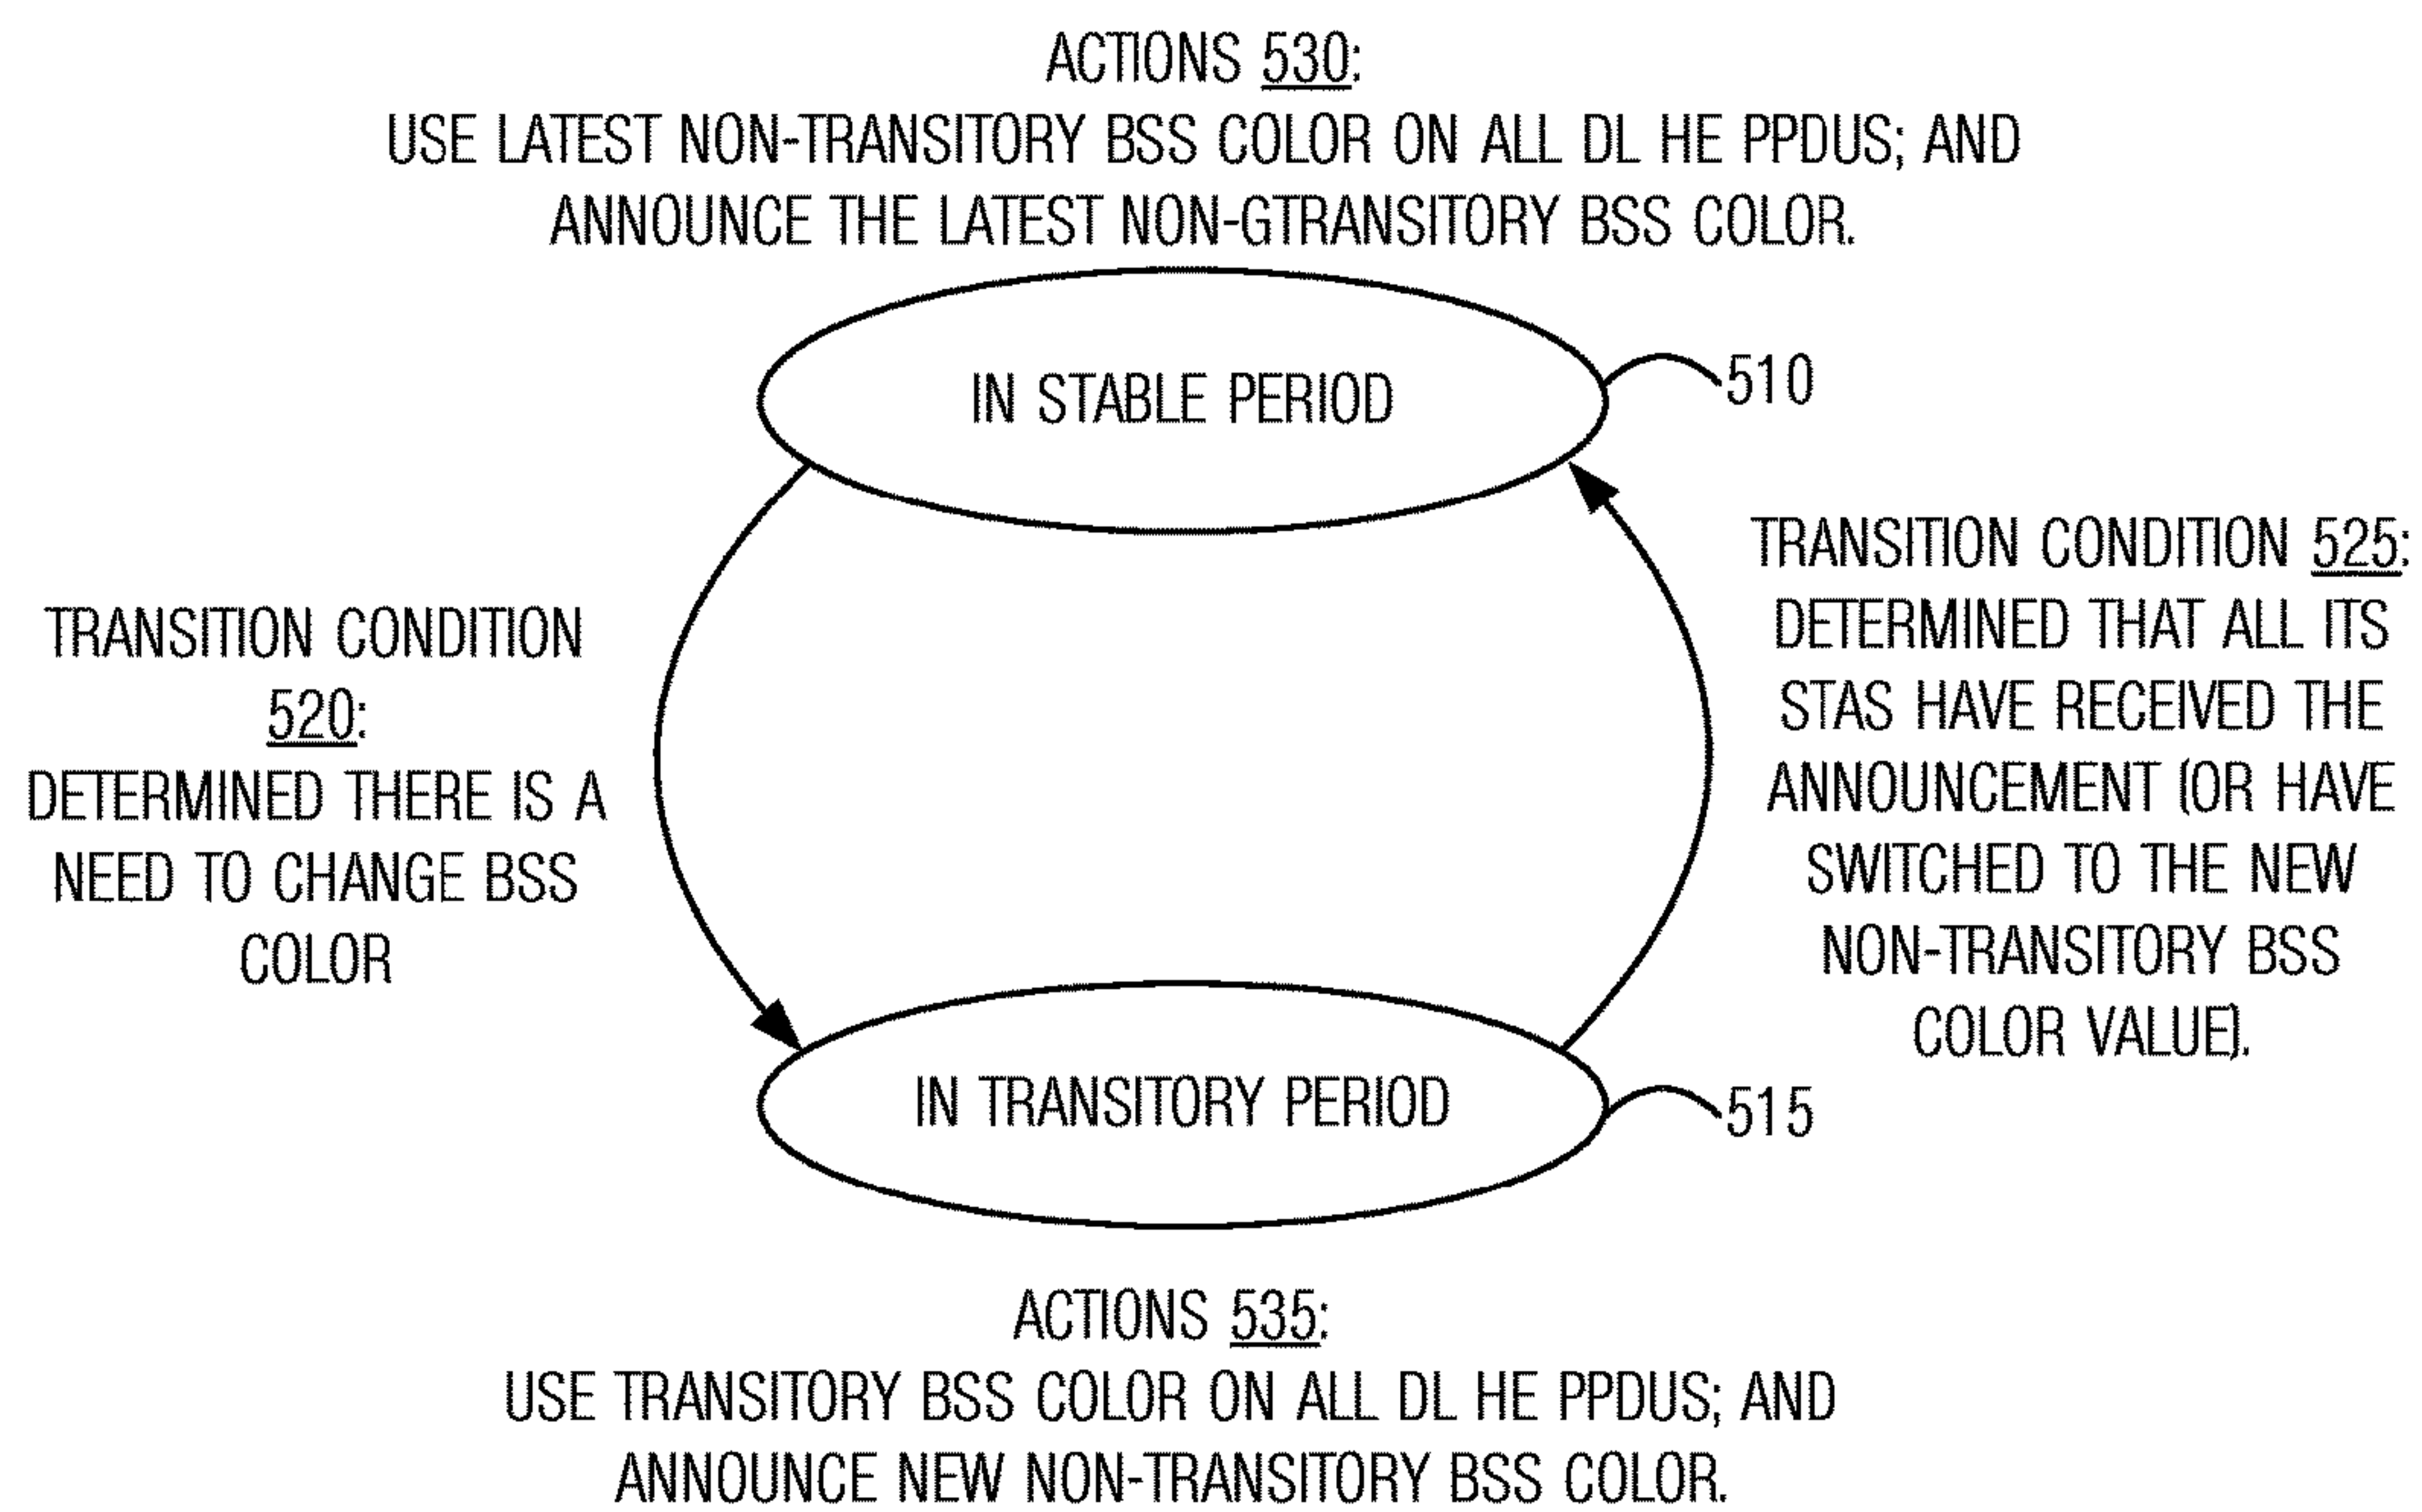 ACTIONS 530:
USE LATEST NON-TRANSITORY BSS COLOR ON ALL DL HE PPDUS; AND
ANNOUNCE THE LATEST NON-GTRANSITORY BSS COLOR.
IN STABLE PERIOD
510
TRANSITION CONDITION
520:
DETERMINED THERE IS A
NEED TO CHANGE BSS
COLOR
TRANSITION CONDITION 525:
DETERMINED THAT ALL ITS
STAS HAVE RECEIVED THE
ANNOUNCEMENT (OR HAVE
SWITCHED TO THE NEW
NON-TRANSITORY BSS
COLOR VALUE).
IN TRANSITORY PERIOD
515
ACTIONS 535:
USE TRANSITORY BSS COLOR ON ALL DL HE PPDUS; AND
ANNOUNCE NEW NON-TRANSITORY BSS COLOR.